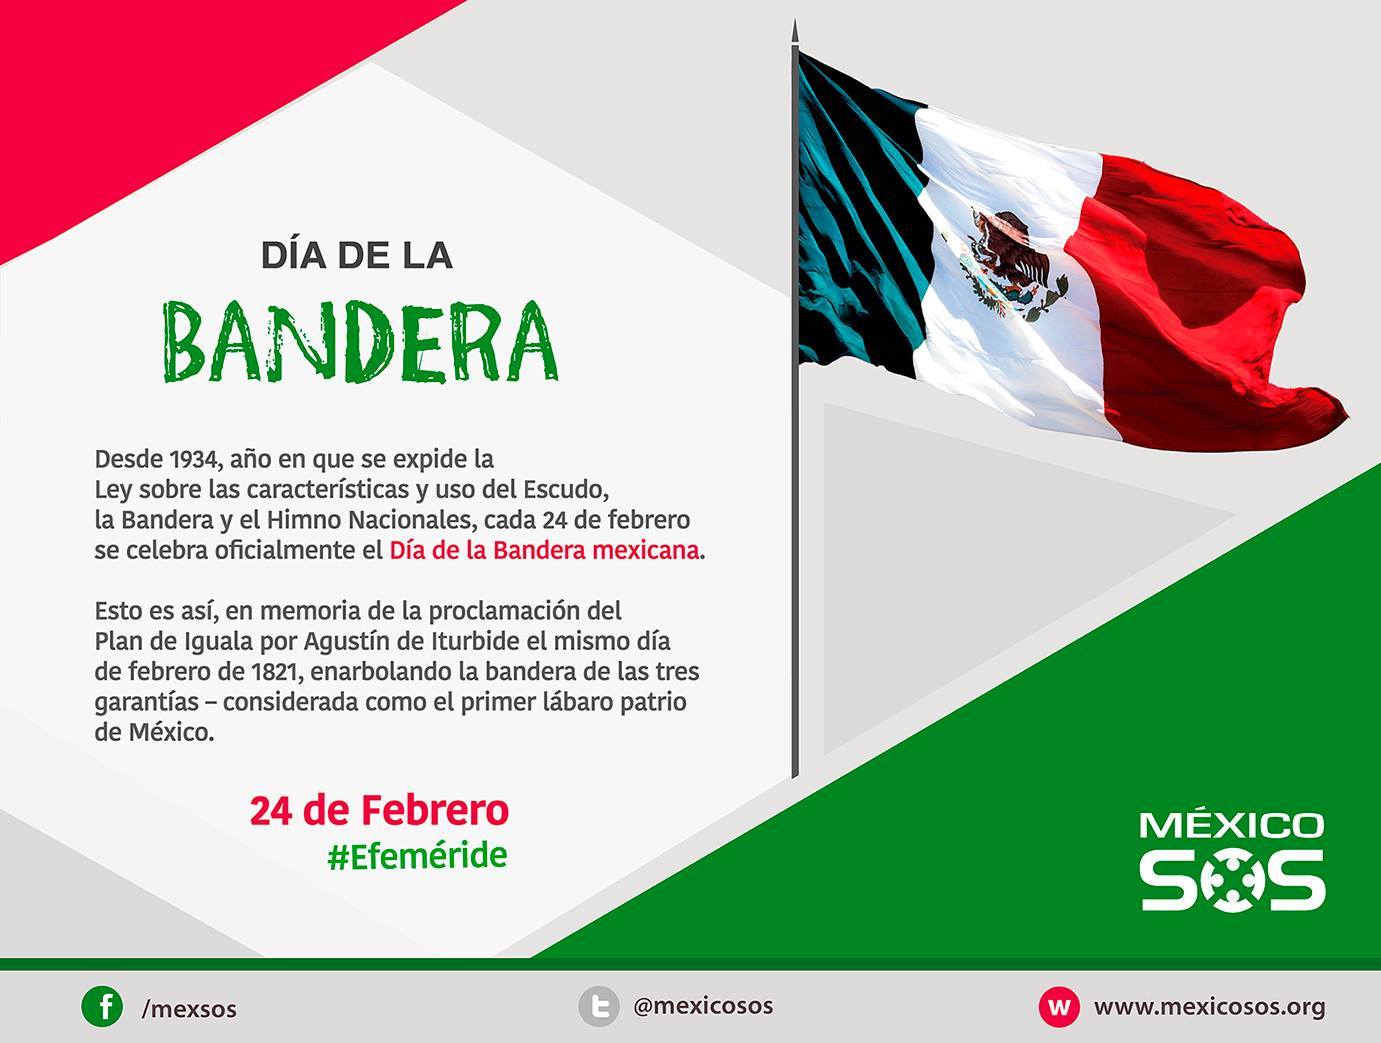 DÍA DE LA
BANDERA
Desde 1934, año en que se expide la
Ley sobre las características y uso del Escudo,
la Bandera y el Himno Nacionales, cada 24 de febrero
se celebra oficialmente el Día de la Bandera mexicana.
Esto es así, en memoria de la proclamación del
Plan de Iguala por Agustín de Iturbide el mismo día
de febrero de 1821, enarbolando la bandera de las tres
garantías – considerada como el primer lábaro patrio
de México.
24 de Febrero
#Efeméride
MÉXICO
SOS
f /mexsos
t @mexicosos
w www.mexicosos.org